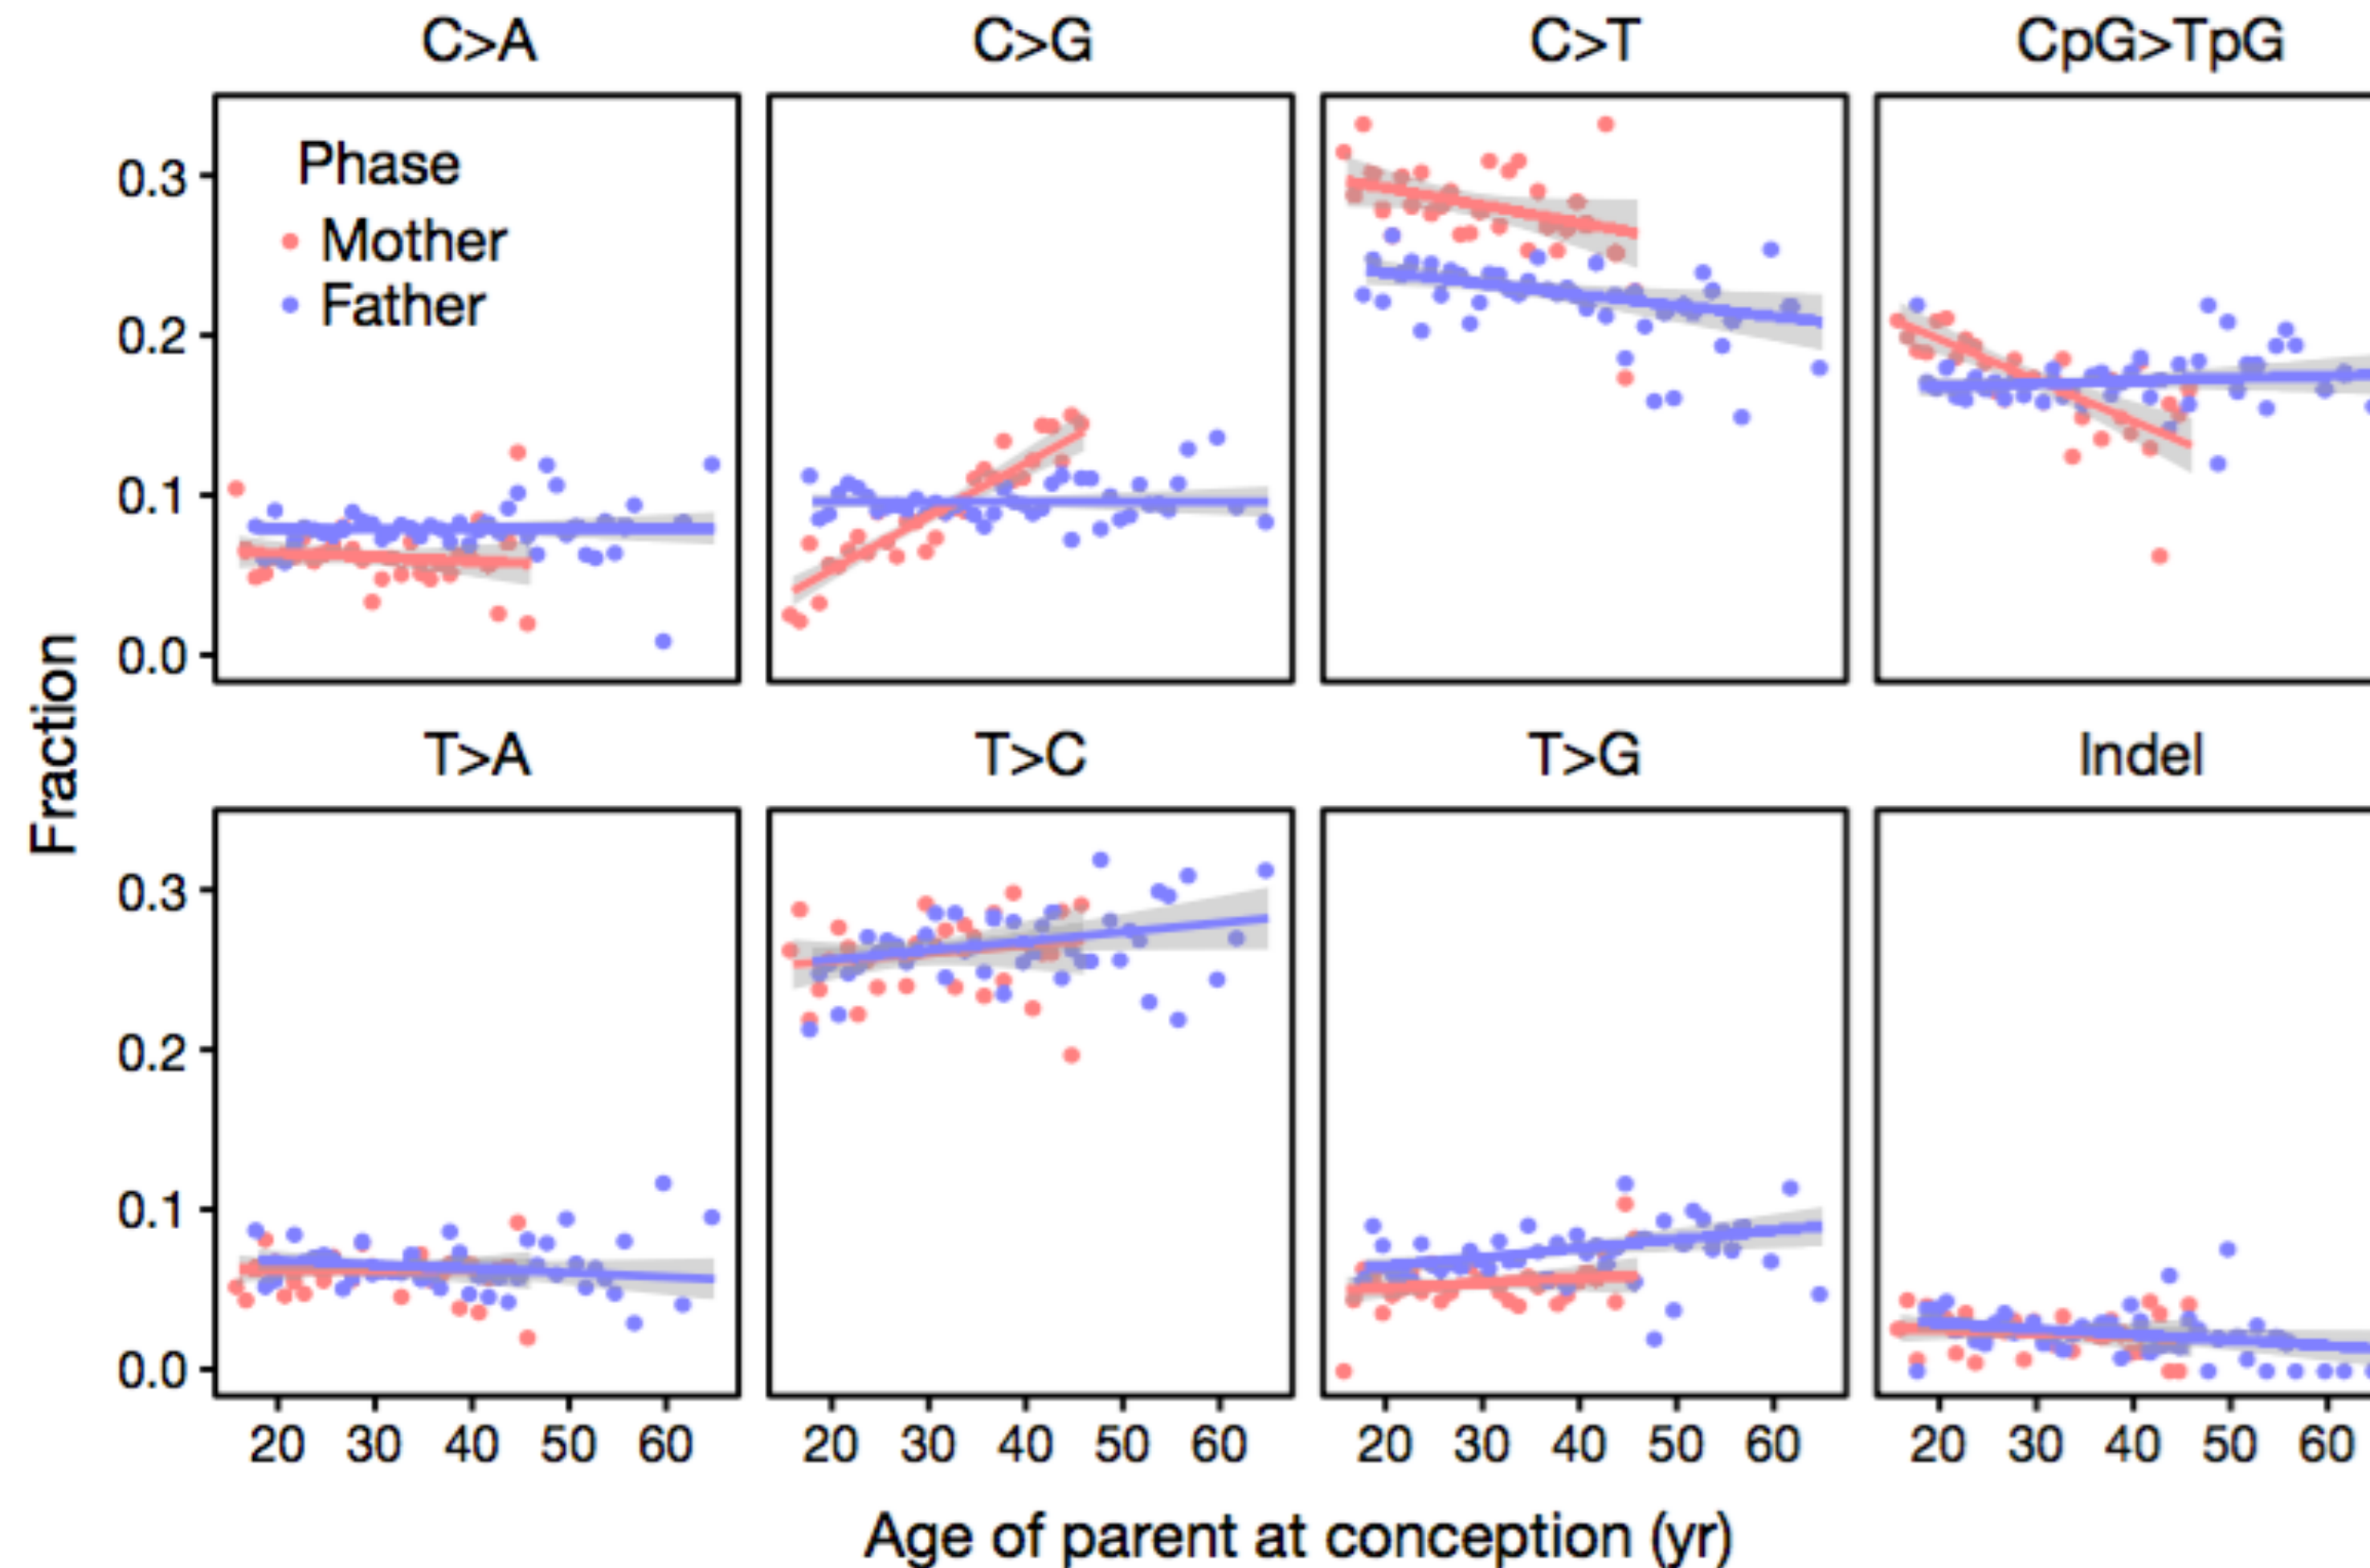 C>A C>G C>T CpG>TpG
Phase
Mother
Father
0.3
0.2
0.1
0.0
Fraction
T>A T>C T>G Indel
0.3
0.2
0.1
0.0
20 30 40 50 60 20 30 40 50 60 20 30 40 50 60 20 30 40 50 60
Age of parent at conception (yr)